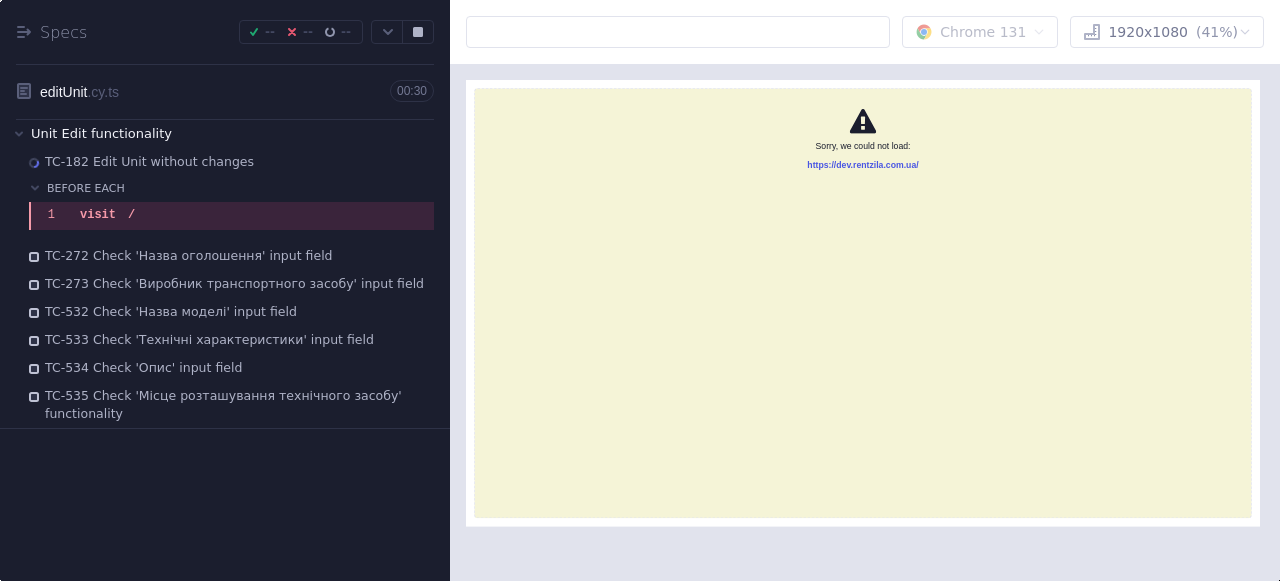 Specs
--
--
--
editUnit.cy.ts
00:30
Unit Edit functionality
TC-182 Edit Unit without changes
BEFORE EACH
1 visit /
TC-272 Check 'Назва оголошення' input field
TC-273 Check 'Виробник транспортного засобу' input field
TC-532 Check 'Назва моделі' input field
TC-533 Check 'Технічні характеристики' input field
TC-534 Check 'Опис' input field
TC-535 Check 'Місце розташування технічного засобу'
functionality
Chrome 131
1920x1080 (41%)
Sorry, we could not load:
https://dev.rentzila.com.ua/